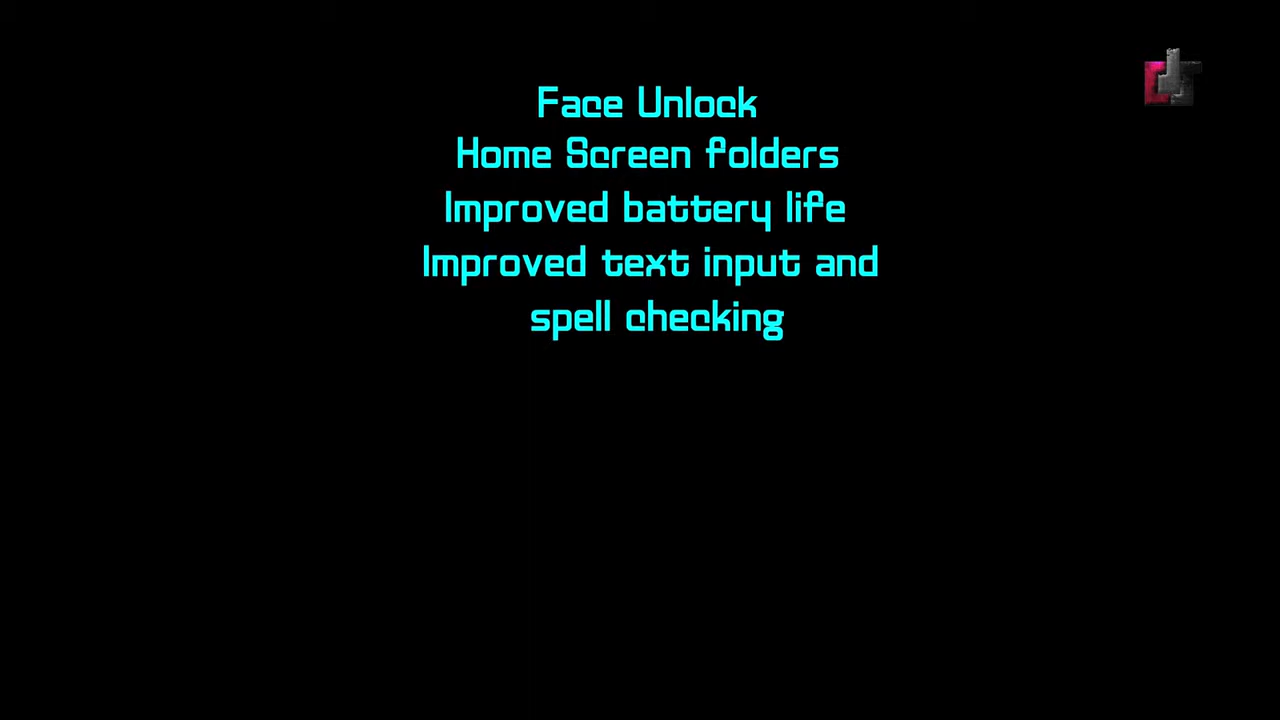 Face Unlock
Home Screen folders
Improved battery life
Improved text input and
spell checking